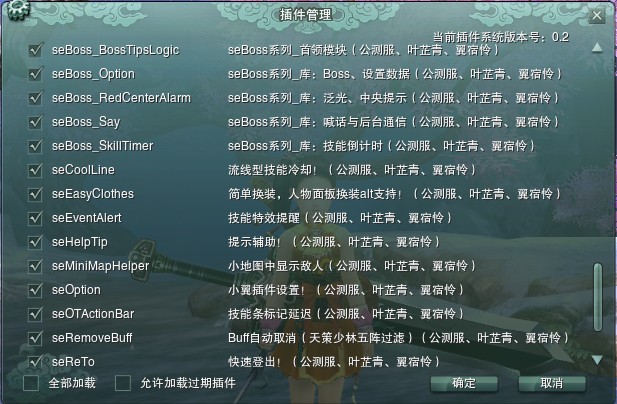 插件管理
当前插件系统版本号：0.2
seBoss_BossTipsLogic seBoss系列_首领模块（公测服、叶芷青、翼宿怜）
seBoss_Option seBoss系列_库：Boss、设置数据（公测服、叶芷青、翼宿怜）
seBoss_RedCenterAlarm seBoss系列_库：泛光、中央提示（公测服、叶芷青、翼宿怜）
seBoss_Say seBoss系列_库：喊话与后台通信（公测服、叶芷青、翼宿怜）
seBoss_SkillTimer seBoss系列_库：技能倒计时（公测服、叶芷青、翼宿怜）
seCoolLine 流线型技能冷却！（公测服、叶芷青、翼宿怜）
seEasyClothes 简单换装，人物面板换装alt支持！（公测服、叶芷青、翼宿怜）
seEventAlert 技能特效提醒（公测服、叶芷青、翼宿怜）
seHelpTip 提示辅助！（公测服、叶芷青、翼宿怜）
seMiniMapHelper 小地图中显示敌人（公测服、叶芷青、翼宿怜）
seOption 小翼插件设置！（公测服、叶芷青、翼宿怜）
seOTActionBar 技能条标记延迟（公测服、叶芷青、翼宿怜）
seRemoveBuff Buff自动取消（天策少林五阵过滤）（公测服、叶芷青、翼宿怜）
seReTo 快速登出！（公测服、叶芷青、翼宿怜）
全部加载 允许加载过期插件 确定 取消